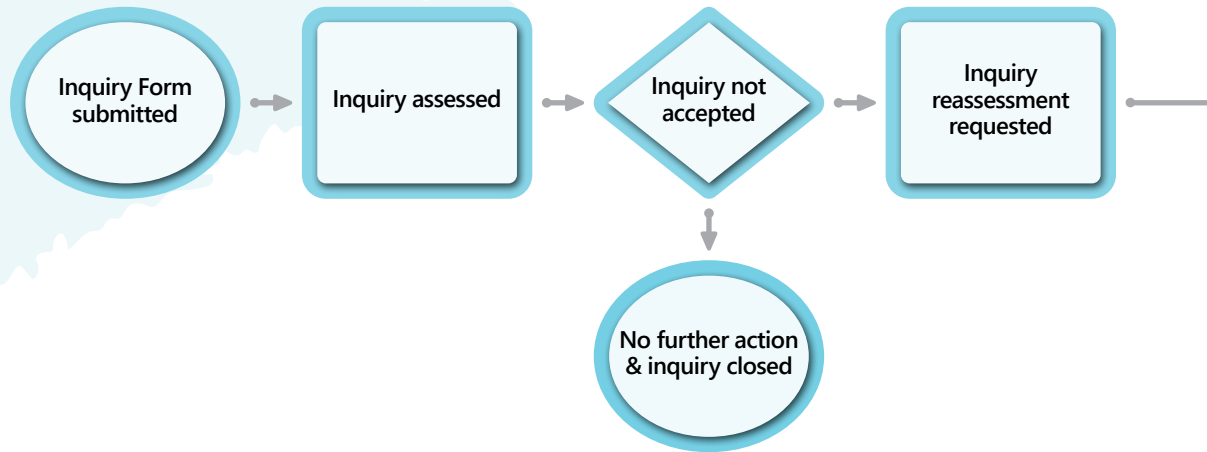 Inquiry Form
submitted
Inquiry assessed
Inquiry not
accepted
Inquiry
reassessment
requested
No further action
& inquiry closed